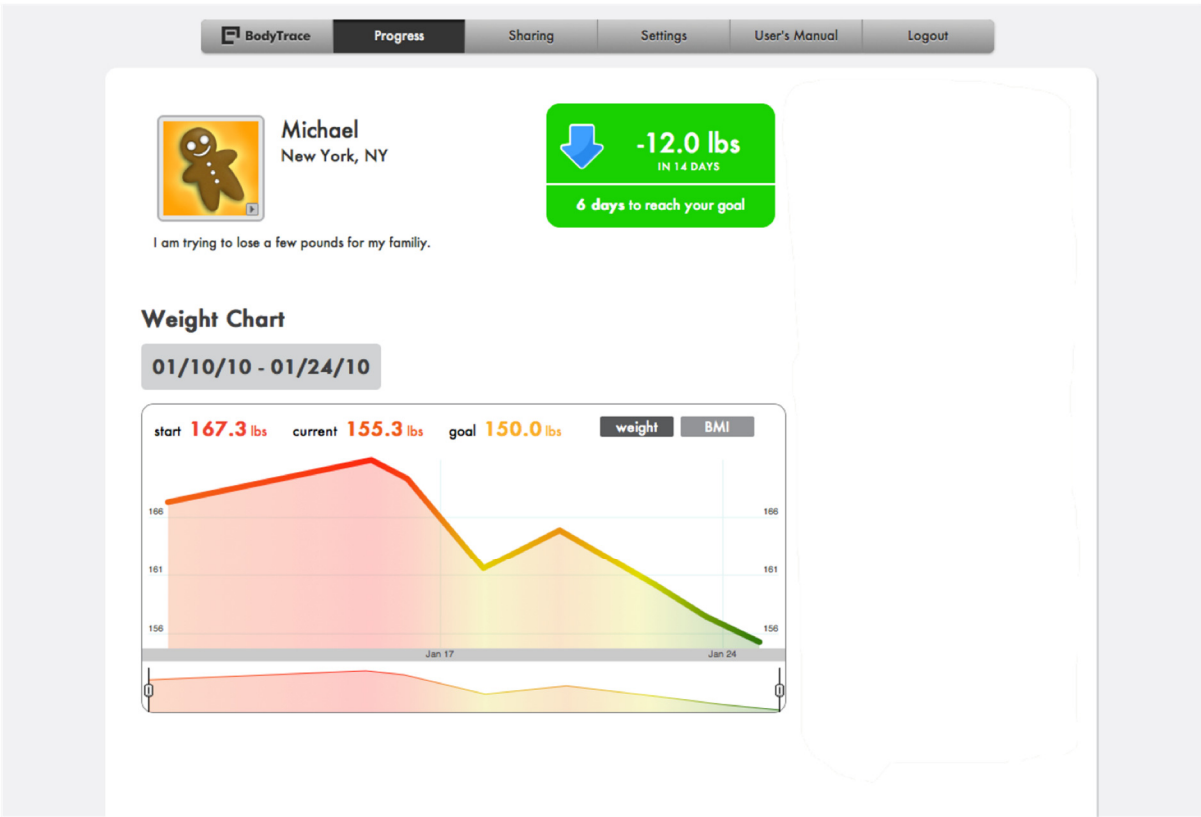 BodyTrace Progress Sharing Settings User's Manual Logout
Michael
New York, NY
I am trying to lose a few pounds for my familiy.
-12.0 lbs
IN 14 DAYS
6 days to reach your goal
Weight Chart
01/10/10 - 01/24/10
start 167.3 lbs current 155.3 lbs goal 150.0 lbs weight BMI
166 166
161 161
156 156
Jan 17 Jan 24